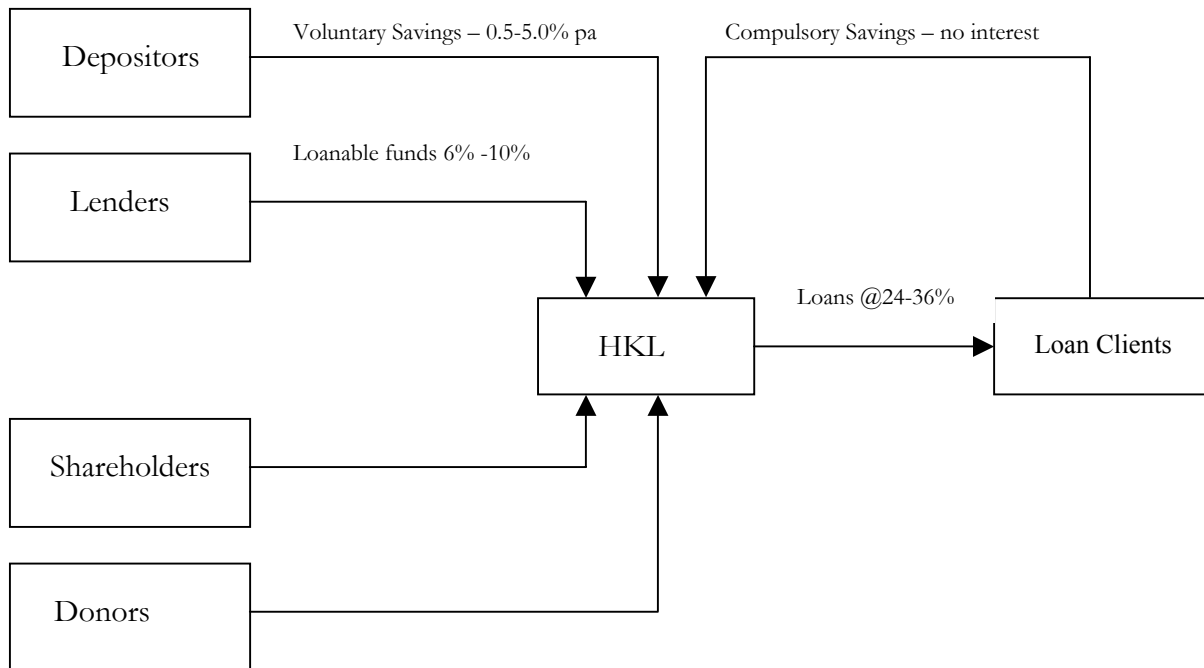 Voluntary Savings – 0.5-5.0% pa
Compulsory Savings – no interest
Depositors
Loanable funds 6% -10%
Lenders
Loans @24-36%
HKL
Loan Clients
Shareholders
Donors